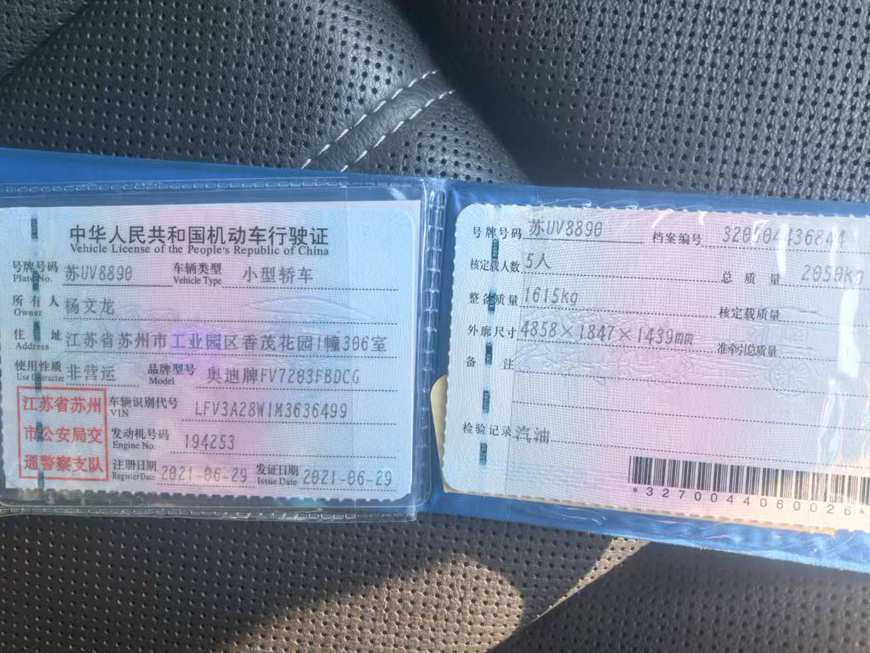 中华人民共和国机动车行驶证
Vehicle License of the People's Republic of China
号牌号码 苏UV8890 车辆类型 小型轿车
Plate No. Vehicle Type
所有人 杨文龙
Owner
住址 江苏省苏州市工业园区香茂花园1幢306室
Address
使用性质 非营运 品牌型号 奥迪牌FV7203FBDCG
Use Character Model
江苏省苏州
市公安局交
通警察支队
车辆识别代号 LFV3A28W1M3636499
VIN
发动机号码 194253
Engine No.
注册日期 2021-06-29 发证日期 2021-06-29
Register Date Issue Date
号牌号码 苏UV8890 档案编号
核定载人数 5人 总质量 2050kg
整备质量 1615kg 核定载质量
外廓尺寸 4858×1847×1439mm 准牵引总质量
备注
检验记录 汽油
*3270044060026*